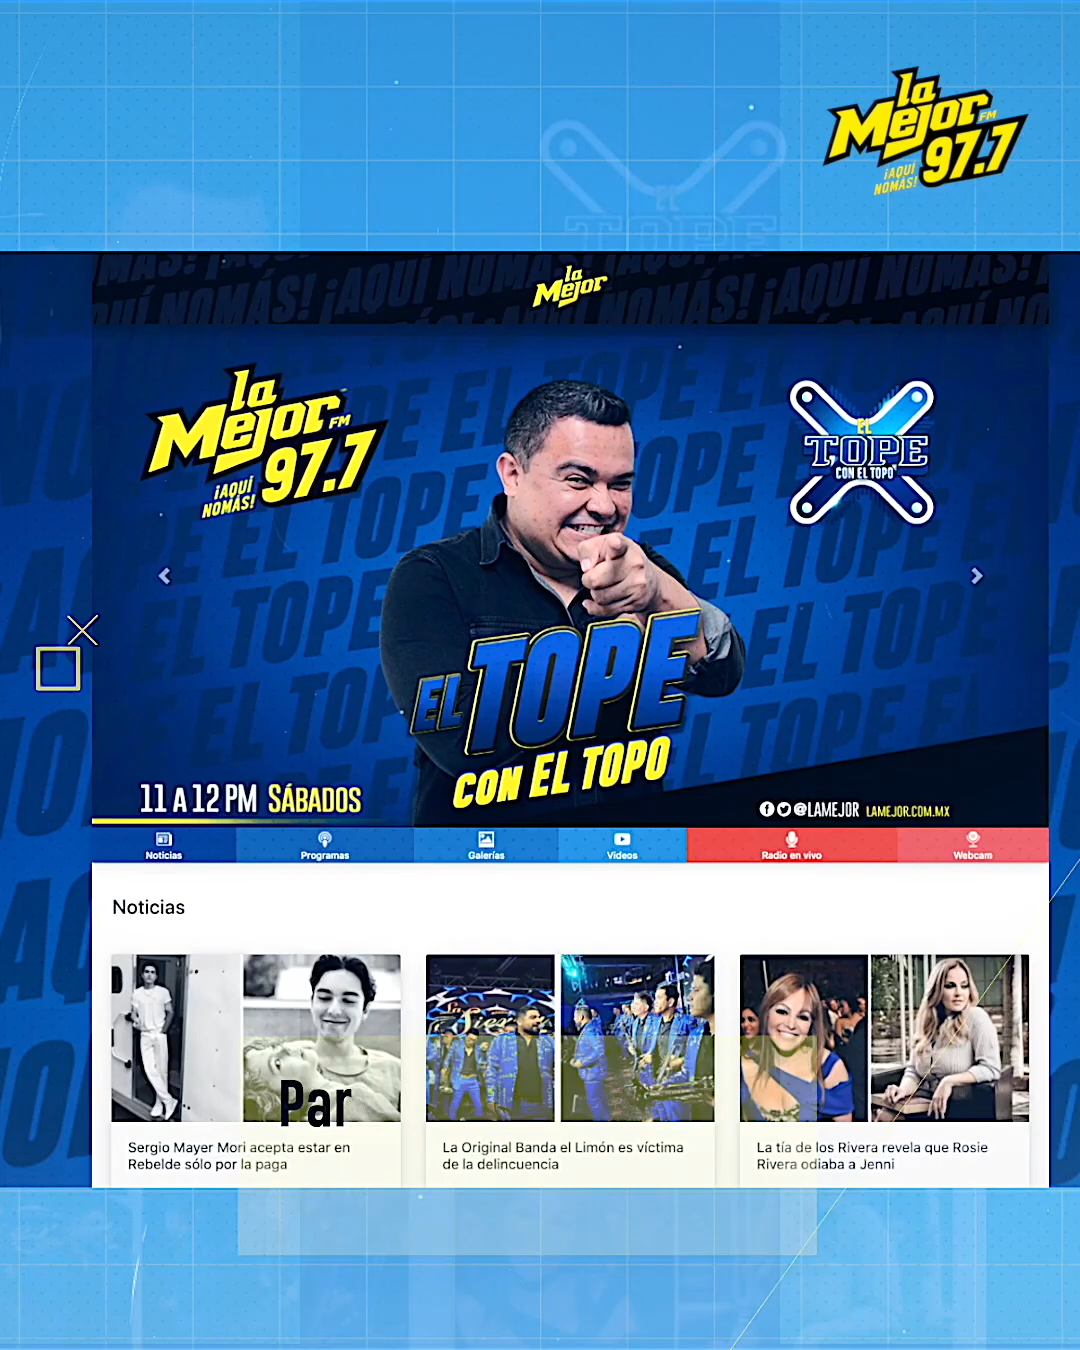 la
Mejor FM
97.7
¡AQUÍ
NOMÁS!
EL
TOPE
la
Mejor
la
Mejor FM
97.7
¡AQUÍ
NOMÁS!
EL
TOPE
CON EL TOPO
EL TOPE
CON EL TOPO
11 A 12 PM SÁBADOS
@LAMEJOR LAMEJOR.COM.MX
Noticias
Programas
Galerías
Videos
Radio en vivo
Webcam
Noticias
Par
Sergio Mayer Mori acepta estar en
Rebelde sólo por la paga
La Original Banda el Limón es víctima
de la delincuencia
La tía de los Rivera revela que Rosie
Rivera odiaba a Jenni